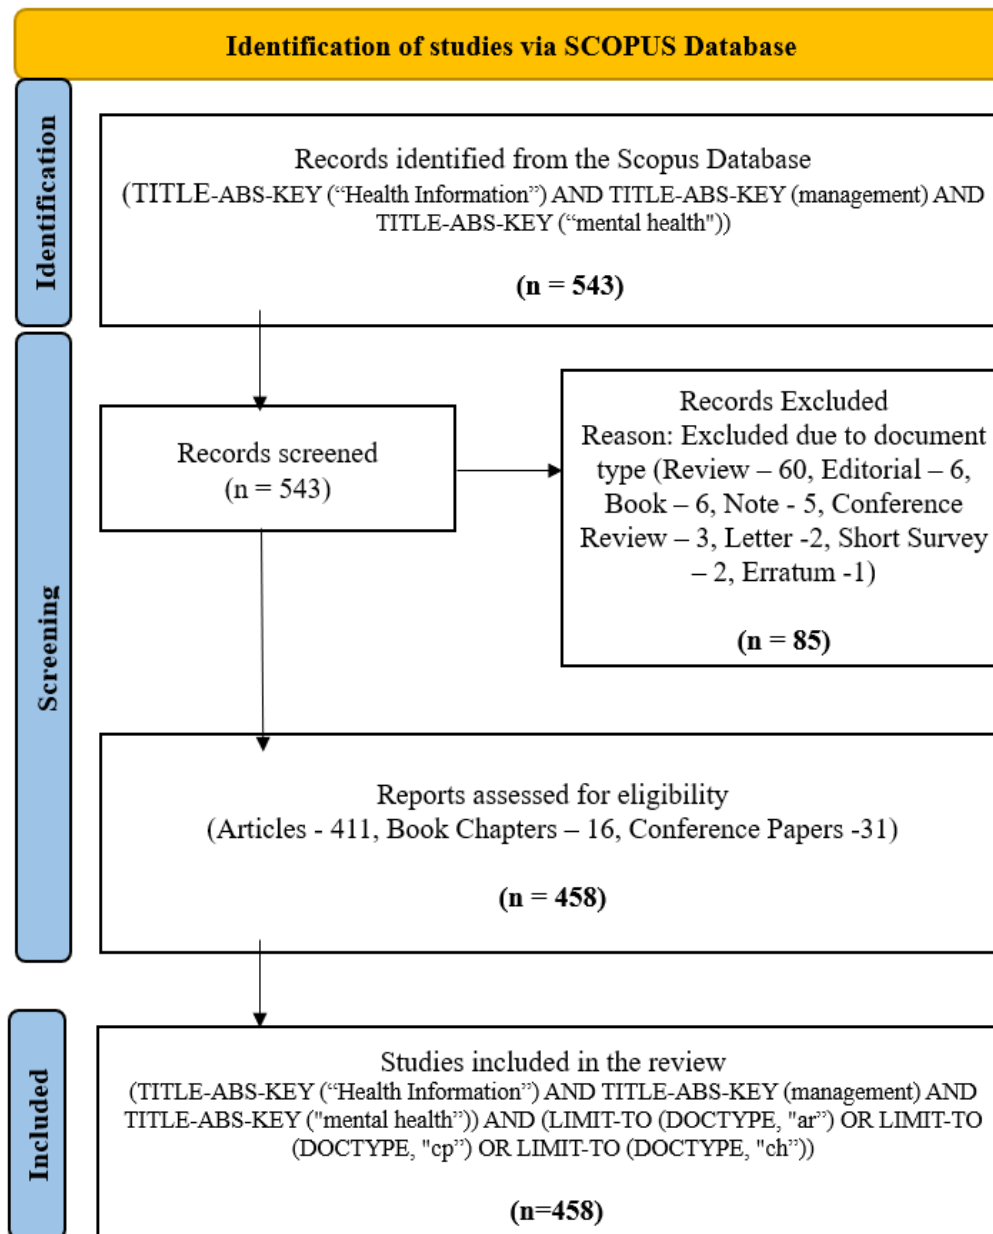 Identification of studies via SCOPUS Database
Identification
Records identified from the Scopus Database
(TITLE-ABS-KEY (“Health Information”) AND TITLE-ABS-KEY (management) AND
TITLE-ABS-KEY (“mental health"))
(n = 543)
Screening
Records screened
(n = 543)
Records Excluded
Reason: Excluded due to document
type (Review – 60, Editorial – 6,
Book – 6, Note - 5, Conference
Review – 3, Letter -2, Short Survey
– 2, Erratum -1)
(n = 85)
Reports assessed for eligibility
(Articles - 411, Book Chapters – 16, Conference Papers -31)
(n = 458)
Included
Studies included in the review
(TITLE-ABS-KEY (“Health Information”) AND TITLE-ABS-KEY (management) AND
TITLE-ABS-KEY ("mental health”)) AND (LIMIT-TO (DOCTYPE, "ar”) OR LIMIT-TO
(DOCTYPE, "cp”) OR LIMIT-TO (DOCTYPE, "ch”))
(n=458)